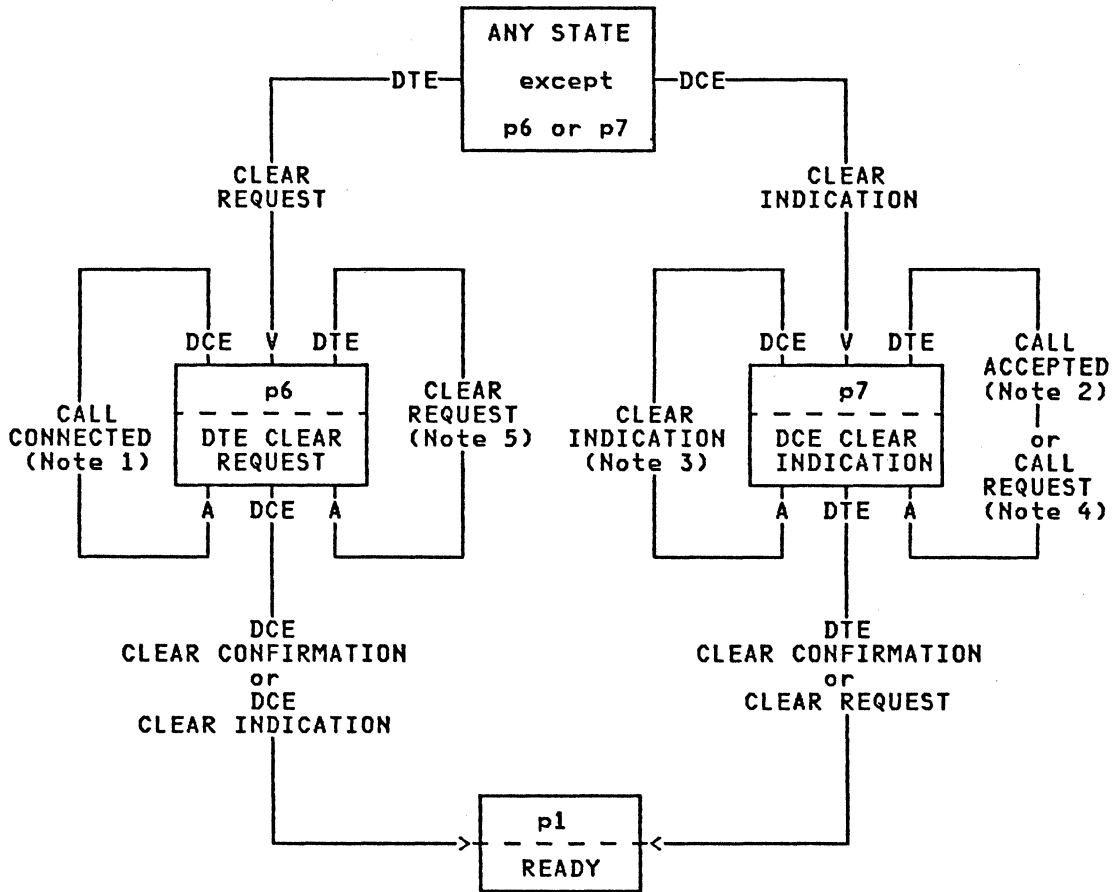 ANY STATE
except
p6 or p7
DTE
DCE
CLEAR
REQUEST
CLEAR
INDICATION
DCE V DTE
DCE V DTE
p6
DTE CLEAR
REQUEST
A DCE A
CALL
CONNECTED
(Note 1)
CLEAR
REQUEST
(Note 5)
p7
DCE CLEAR
INDICATION
A DTE A
CLEAR
INDICATION
(Note 3)
CALL
ACCEPTED
(Note 2)
or
CALL
REQUEST
(Note 4)
DCE
CLEAR CONFIRMATION
or
DCE
CLEAR INDICATION
DTE
CLEAR CONFIRMATION
or
CLEAR REQUEST
p1
READY